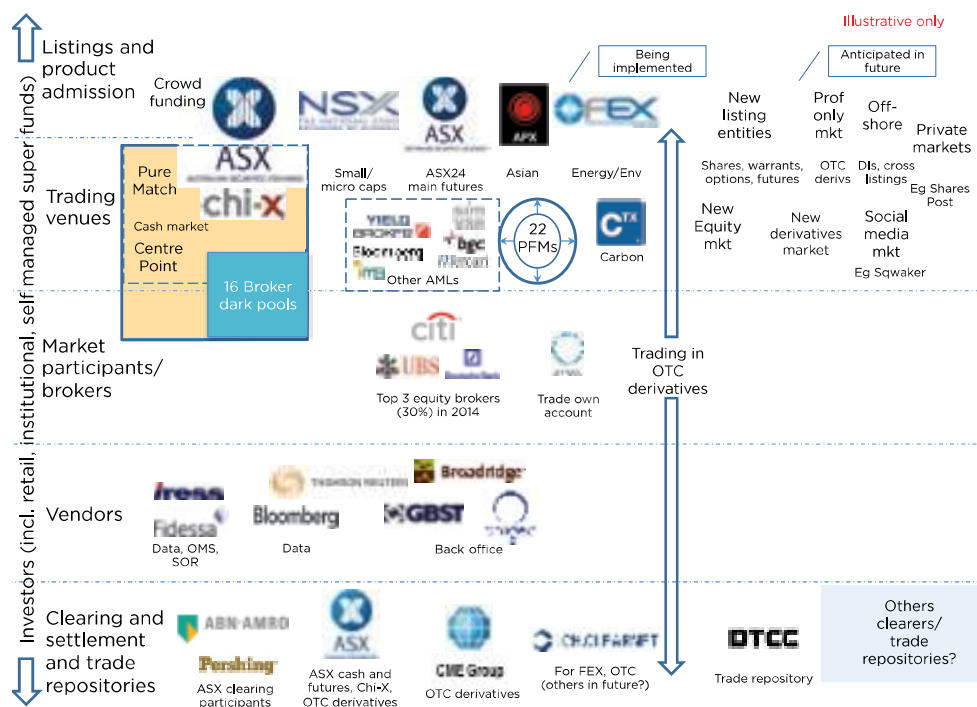 Illustrative only
Listings and
product
admission
Crowd
funding
NSX
ASX
APX
FEX
Being
implemented
Anticipated in
future
New
listing
entities
Prof
only
mkt
Off-
shore
Private
markets
Investors (incl. retail, institutional, self managed super funds)
Trading
venues
Pure
Match
ASX
chi-x
Cash market
Centre
Point
16 Broker
dark pools
Small/
micro caps
ASX24
main futures
Asian
Energy/Env
YIELD
BROKER
Bloomberg
bgc
Other AMLs
22
PFMs
CTX
Carbon
Shares, warrants,
options, futures
OTC
derivs
DIs, cross
listings
Eg Shares
Post
New
Equity
mkt
New
derivatives
market
Social
media
mkt
Eg Sqwaker
Market
participants/
brokers
citi
UBS
Deutsche Bank
Top 3 equity brokers
(30%) in 2014
Trade own
account
Trading in
OTC
derivatives
Vendors
iress
Fidessa
Data, OMS,
SOR
THOMSON REUTERS
Bloomberg
Data
Broadridge
GBST
Back office
Clearing and
settlement
and trade
repositories
ABN·AMRO
Pershing
ASX clearing
participants
ASX
ASX cash and
futures, Chi-X,
OTC derivatives
CME Group
OTC derivatives
CH.CLEARNET
For FEX, OTC
(others in future?)
DTCC
Trade repository
Others
clearers/
trade
repositories?